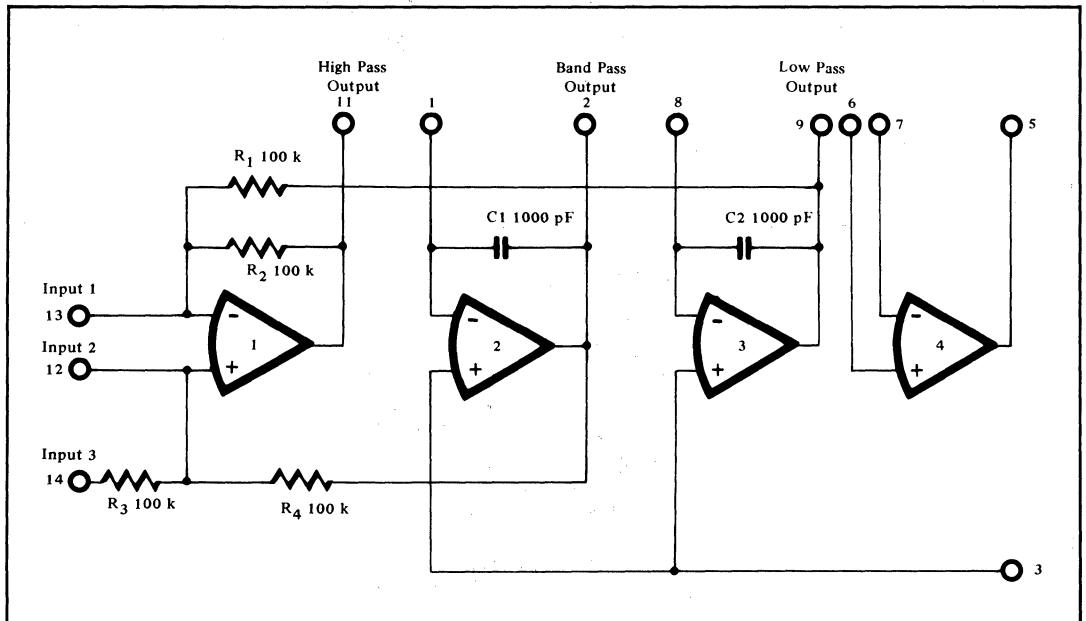 High Pass
Output
11
Band Pass
Output
2
Low Pass
Output
1
8
9
6
7
5
R1 100 k
C1 1000 pF
C2 1000 pF
R2 100 k
Input 1
13
Input 2
12
-
+
1
-
+
2
-
+
3
-
+
4
Input 3
14
R3 100 k
R4 100 k
3